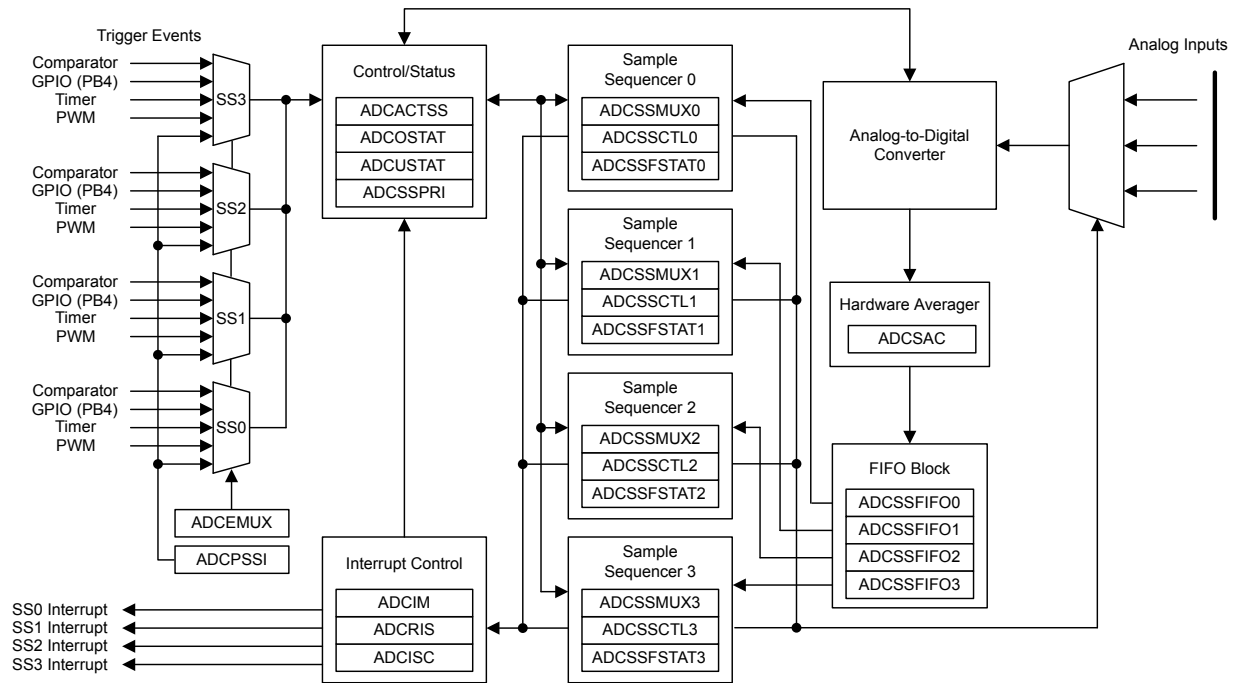 Trigger Events
Comparator
GPIO (PB4)
Timer
PWM
SS3
Comparator
GPIO (PB4)
Timer
PWM
SS2
Comparator
GPIO (PB4)
Timer
PWM
SS1
Comparator
GPIO (PB4)
Timer
PWM
SS0
ADCEMUX
ADCPSSI
SS0 Interrupt
SS1 Interrupt
SS2 Interrupt
SS3 Interrupt
Control/Status
ADCACTSS
ADCOSTAT
ADCUSTAT
ADCSSPRI
Interrupt Control
ADCIM
ADCRIS
ADCISC
Sample
Sequencer 0
ADCSSMUX0
ADCSSCTL0
ADCSSFSTAT0
Sample
Sequencer 1
ADCSSMUX1
ADCSSCTL1
ADCSSFSTAT1
Sample
Sequencer 2
ADCSSMUX2
ADCSSCTL2
ADCSSFSTAT2
Sample
Sequencer 3
ADCSSMUX3
ADCSSCTL3
ADCSSFSTAT3
Analog-to-Digital
Converter
Hardware Averager
ADCSAC
FIFO Block
ADCSSFIFO0
ADCSSFIFO1
ADCSSFIFO2
ADCSSFIFO3
Analog Inputs